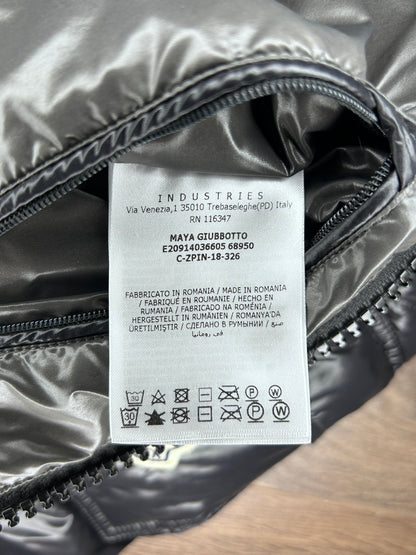 INDUSTRIES
Via Venezia,1 35010 Trebaseleghe(PD) Italy
RN 116347
MAYA GIUBBOTTO
E20914036605 68950
C-ZPIN-18-326
FABBRICATO IN ROMANIA / MADE IN ROMANIA
/ FABRIQUÉ EN ROUMANIE / HECHO EN
RUMANIA / FABRICADO NA ROMÉNIA /
HERGESTELLT IN RUMÄNIEN / ROMANYA'DA
ÜRETILMIŞTIR / СДЕЛАНО В РУМЫНИИ / صنع
في رومانيا
30 P W
30 P W